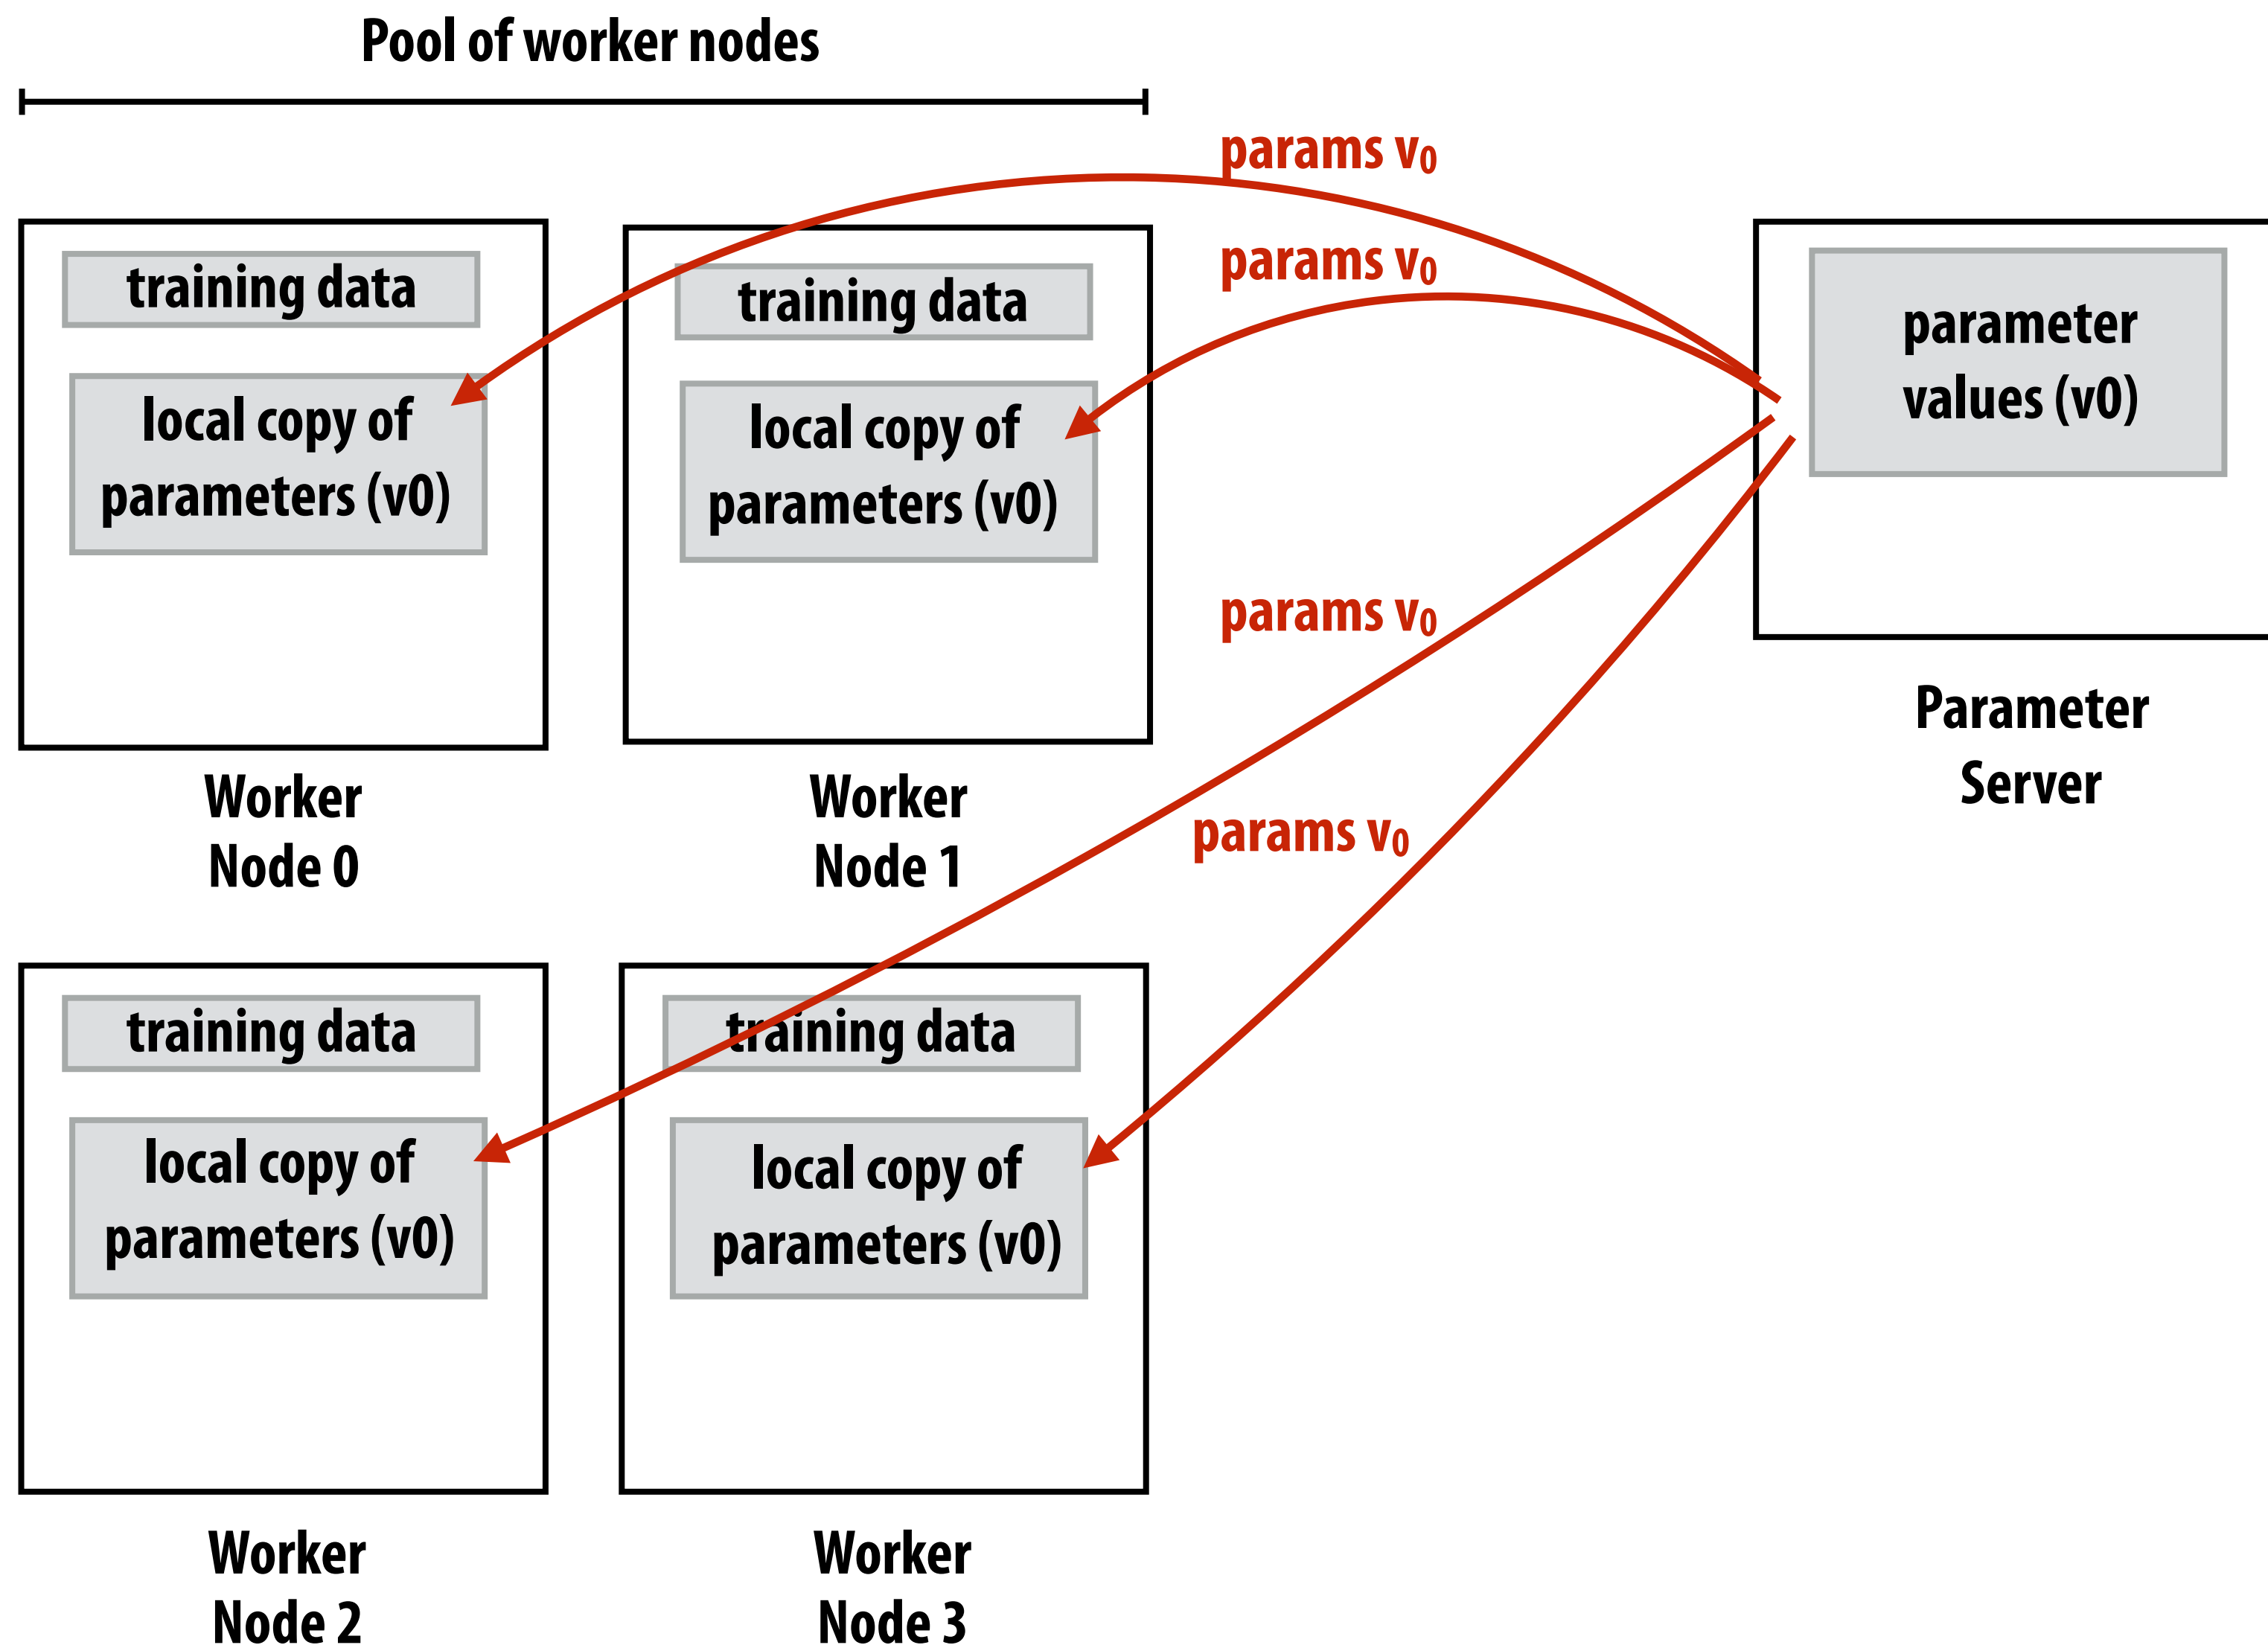 Pool of worker nodes
params v0
params v0
training data
local copy of
parameters (v0)
Worker
Node 0
training data
local copy of
parameters (v0)
Worker
Node 1
parameter
values (v0)
Parameter
Server
params v0
params v0
training data
local copy of
parameters (v0)
Worker
Node 2
training data
local copy of
parameters (v0)
Worker
Node 3